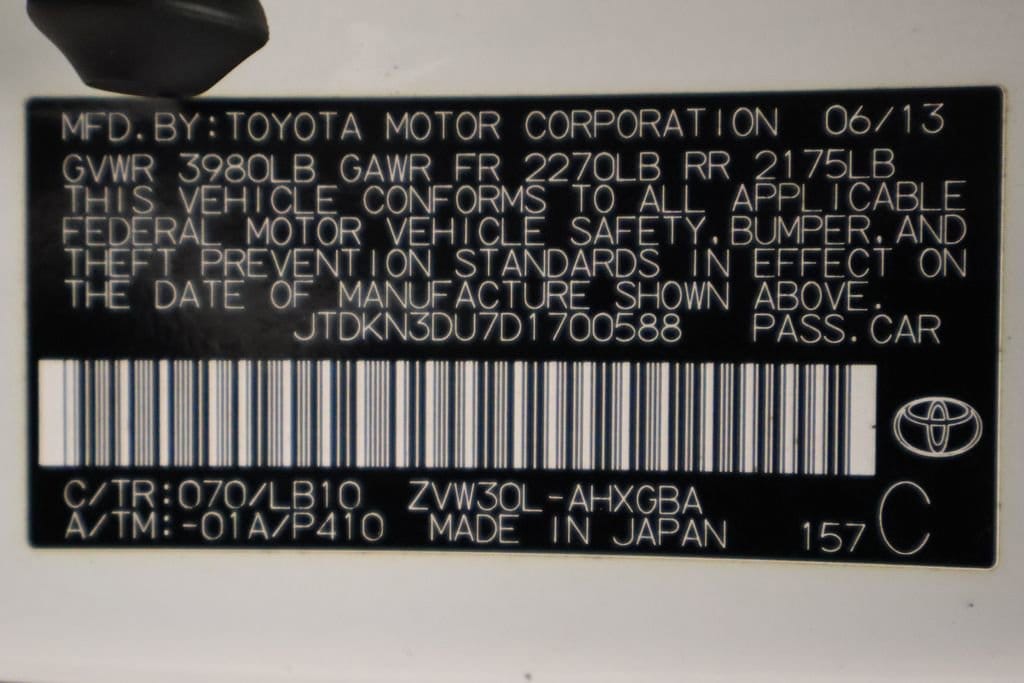 MFD.BY:TOYOTA MOTOR CORPORATION 06/13
GVWR 3980LB GAWR FR 2270LB RR 2175LB
THIS VEHICLE CONFORMS TO ALL APPLICABLE
FEDERAL MOTOR VEHICLE SAFETY,BUMPER,AND
THEFT PREVENTION STANDARDS IN EFFECT ON
THE DATE OF MANUFACTURE SHOWN ABOVE.
JTDKN3DU7D1700588 PASS.CAR
C/TR:070/LB10 ZVW30L-AHXGBA
A/TM:-01A/P410 MADE IN JAPAN 157 C